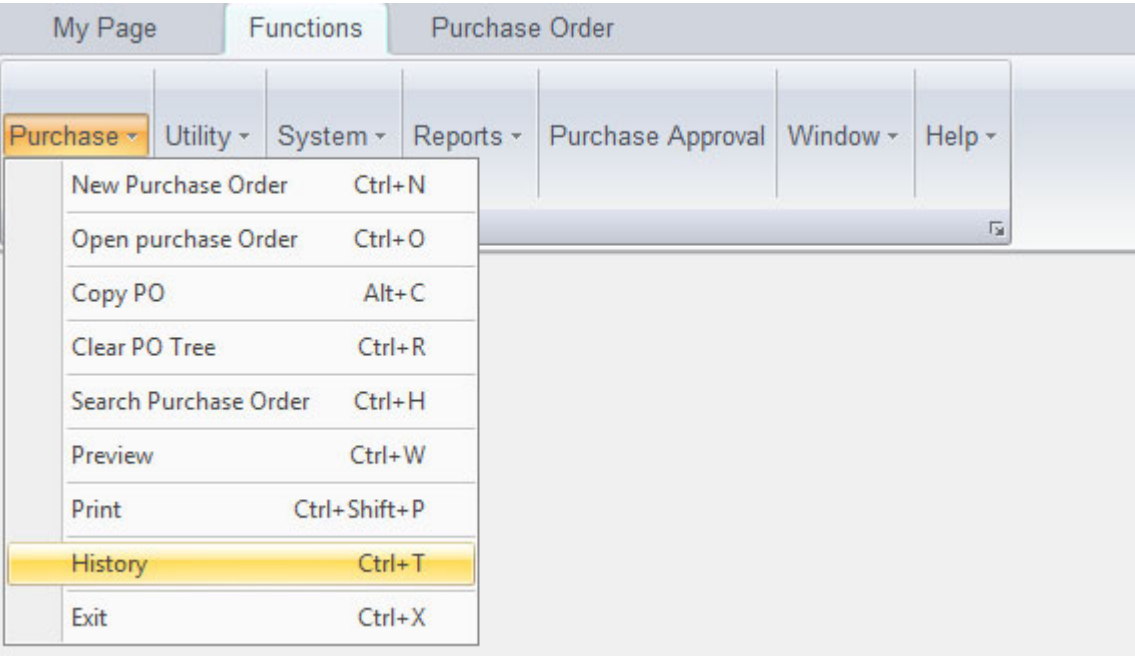 My Page Functions Purchase Order
Purchase Utility System Reports Purchase Approval Window Help
New Purchase Order Ctrl+N
Open purchase Order Ctrl+O
Copy PO Alt+C
Clear PO Tree Ctrl+R
Search Purchase Order Ctrl+H
Preview Ctrl+W
Print Ctrl+Shift+P
History Ctrl+T
Exit Ctrl+X